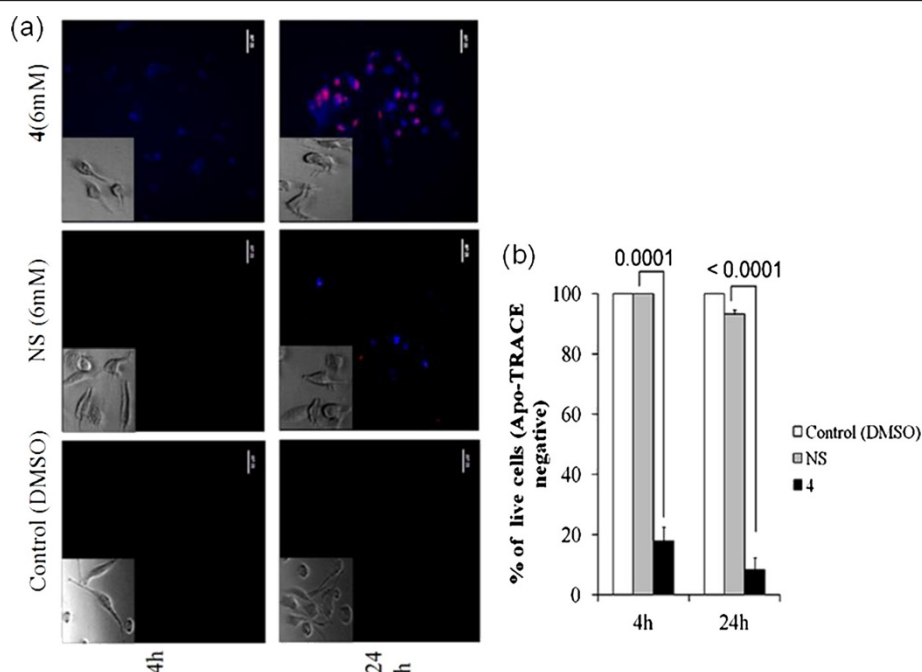 (a)
4(6mM)
NS (6mM)
Control (DMSO)
4h
24
h
(b)
0.0001
< 0.0001
% of live cells (Apo-TRACE
negative)
100
80
60
40
20
0
4h
24h
Control (DMSO)
NS
4